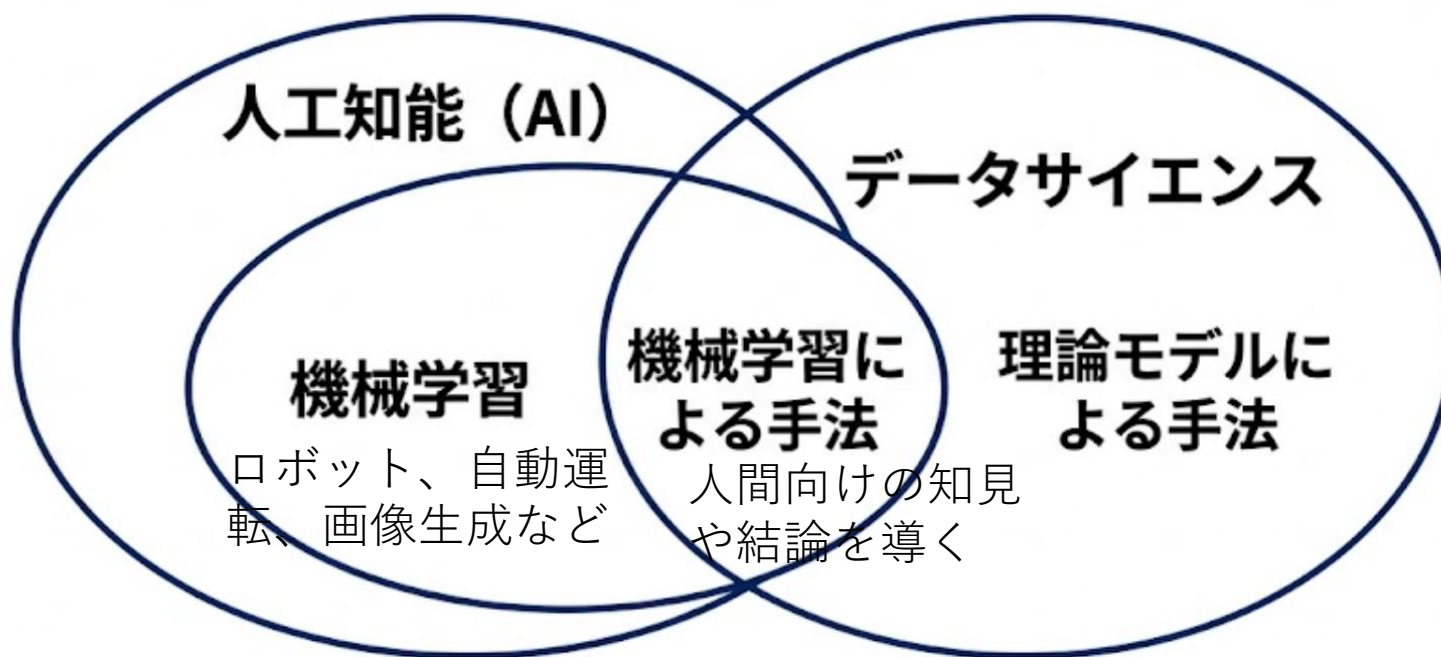 人工知能（AI）
データサイエンス
機械学習
ロボット、自動運
転、画像生成など
機械学習に
よる手法
人間向けの知見
や結論を導く
理論モデルに
よる手法